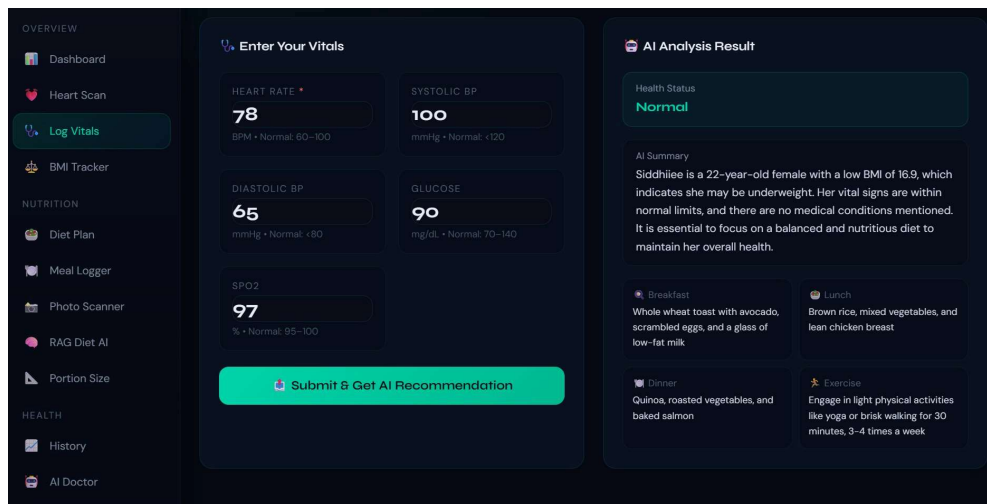 OVERVIEW
Dashboard
Heart Scan
Log Vitals
BMI Tracker
NUTRITION
Diet Plan
Meal Logger
Photo Scanner
RAG Diet AI
Portion Size
HEALTH
History
AI Doctor
Enter Your Vitals
HEART RATE *
78
BPM • Normal: 60–100
SYSTOLIC BP
100
mmHg • Normal: <120
DIASTOLIC BP
65
mmHg • Normal: <80
GLUCOSE
90
mg/dL • Normal: 70–140
SPO2
97
% • Normal: 95–100
Submit & Get AI Recommendation
AI Analysis Result
Health Status
Normal
AI Summary
Siddhiiee is a 22-year-old female with a low BMI of 16.9, which
indicates she may be underweight. Her vital signs are within
normal limits, and there are no medical conditions mentioned.
It is essential to focus on a balanced and nutritious diet to
maintain her overall health.
Breakfast
Whole wheat toast with avocado,
scrambled eggs, and a glass of
low-fat milk
Lunch
Brown rice, mixed vegetables, and
lean chicken breast
Dinner
Quinoa, roasted vegetables, and
baked salmon
Exercise
Engage in light physical activities
like yoga or brisk walking for 30
minutes, 3-4 times a week